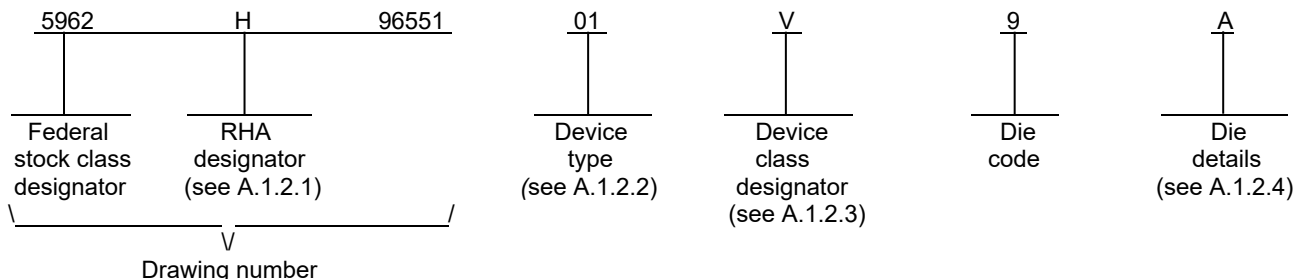 5962 H 96551 01 V 9 A
Federal RHA Device Device Die Die
stock class designator type class code details
designator (see A.1.2.1) (see A.1.2.2) designator (see A.1.2.4)
(see A.1.2.3)
\ /
\/
Drawing number